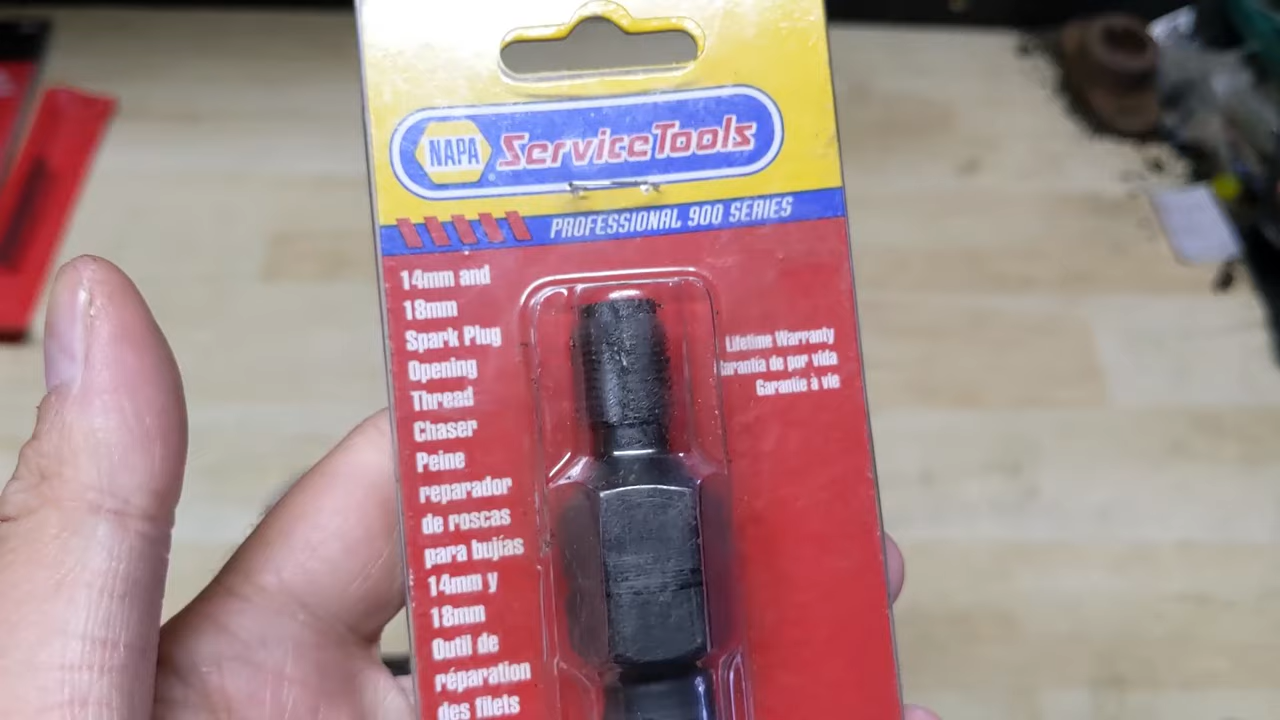 NAPA ServiceTools
PROFESSIONAL 900 SERIES
14mm and
18mm
Spark Plug
Opening
Thread
Chaser
Peine
reparador
de roscas
para bujías
14mm y
18mm
Outil de
réparation
des filets
Lifetime Warranty
Garantía de por vida
Garantie à vie